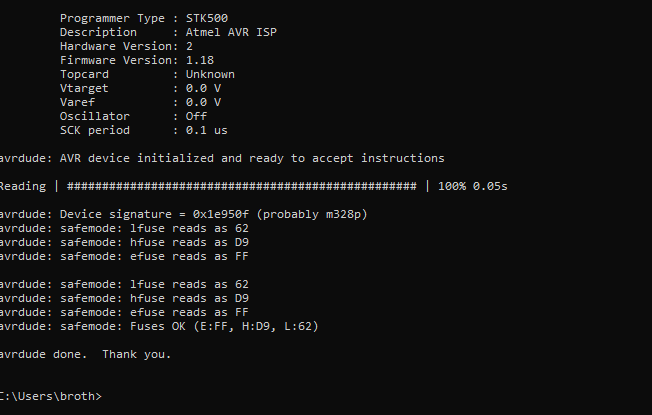 Programmer Type : STK500
Description     : Atmel AVR ISP
Hardware Version: 2
Firmware Version: 1.18
Topcard         : Unknown
Vtarget         : 0.0 V
Varef           : 0.0 V
Oscillator      : Off
SCK period      : 0.1 us
avrdude: AVR device initialized and ready to accept instructions
Reading | ################################################## | 100% 0.05s
avrdude: Device signature = 0x1e950f (probably m328p)
avrdude: safemode: lfuse reads as 62
avrdude: safemode: hfuse reads as D9
avrdude: safemode: efuse reads as FF
avrdude: safemode: lfuse reads as 62
avrdude: safemode: hfuse reads as D9
avrdude: safemode: efuse reads as FF
avrdude: safemode: Fuses OK (E:FF, H:D9, L:62)
avrdude done.  Thank you.
C:\Users\broth>